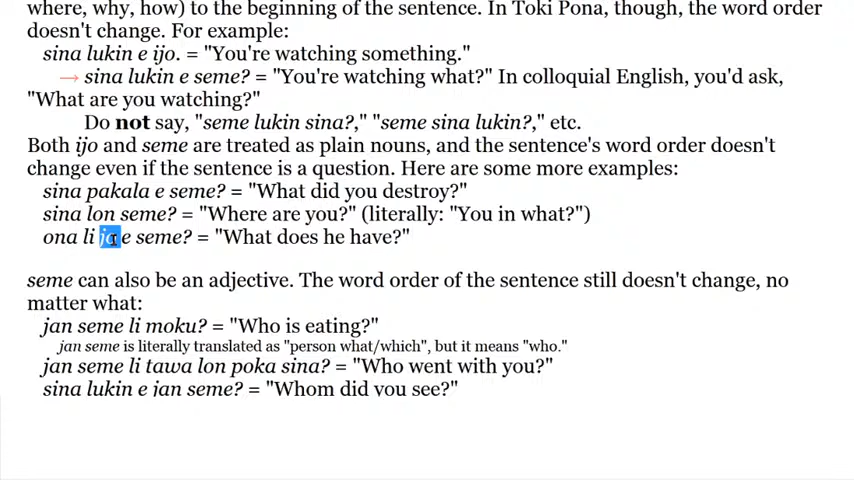 where, why, how) to the beginning of the sentence. In Toki Pona, though, the word order
doesn't change. For example:
sina lukin e ijo. = "You're watching something."
→ sina lukin e seme? = "You're watching what?" In colloquial English, you'd ask,
"What are you watching?"
Do not say, "seme lukin sina?," "seme sina lukin?," etc.
Both ijo and seme are treated as plain nouns, and the sentence's word order doesn't
change even if the sentence is a question. Here are some more examples:
sina pakala e seme? = "What did you destroy?"
sina lon seme? = "Where are you?" (literally: "You in what?")
ona li jo e seme? = "What does he have?"
seme can also be an adjective. The word order of the sentence still doesn't change, no
matter what:
jan seme li moku? = "Who is eating?"
jan seme is literally translated as "person what/which", but it means "who."
jan seme li tawa lon poka sina? = "Who went with you?"
sina lukin e jan seme? = "Whom did you see?"